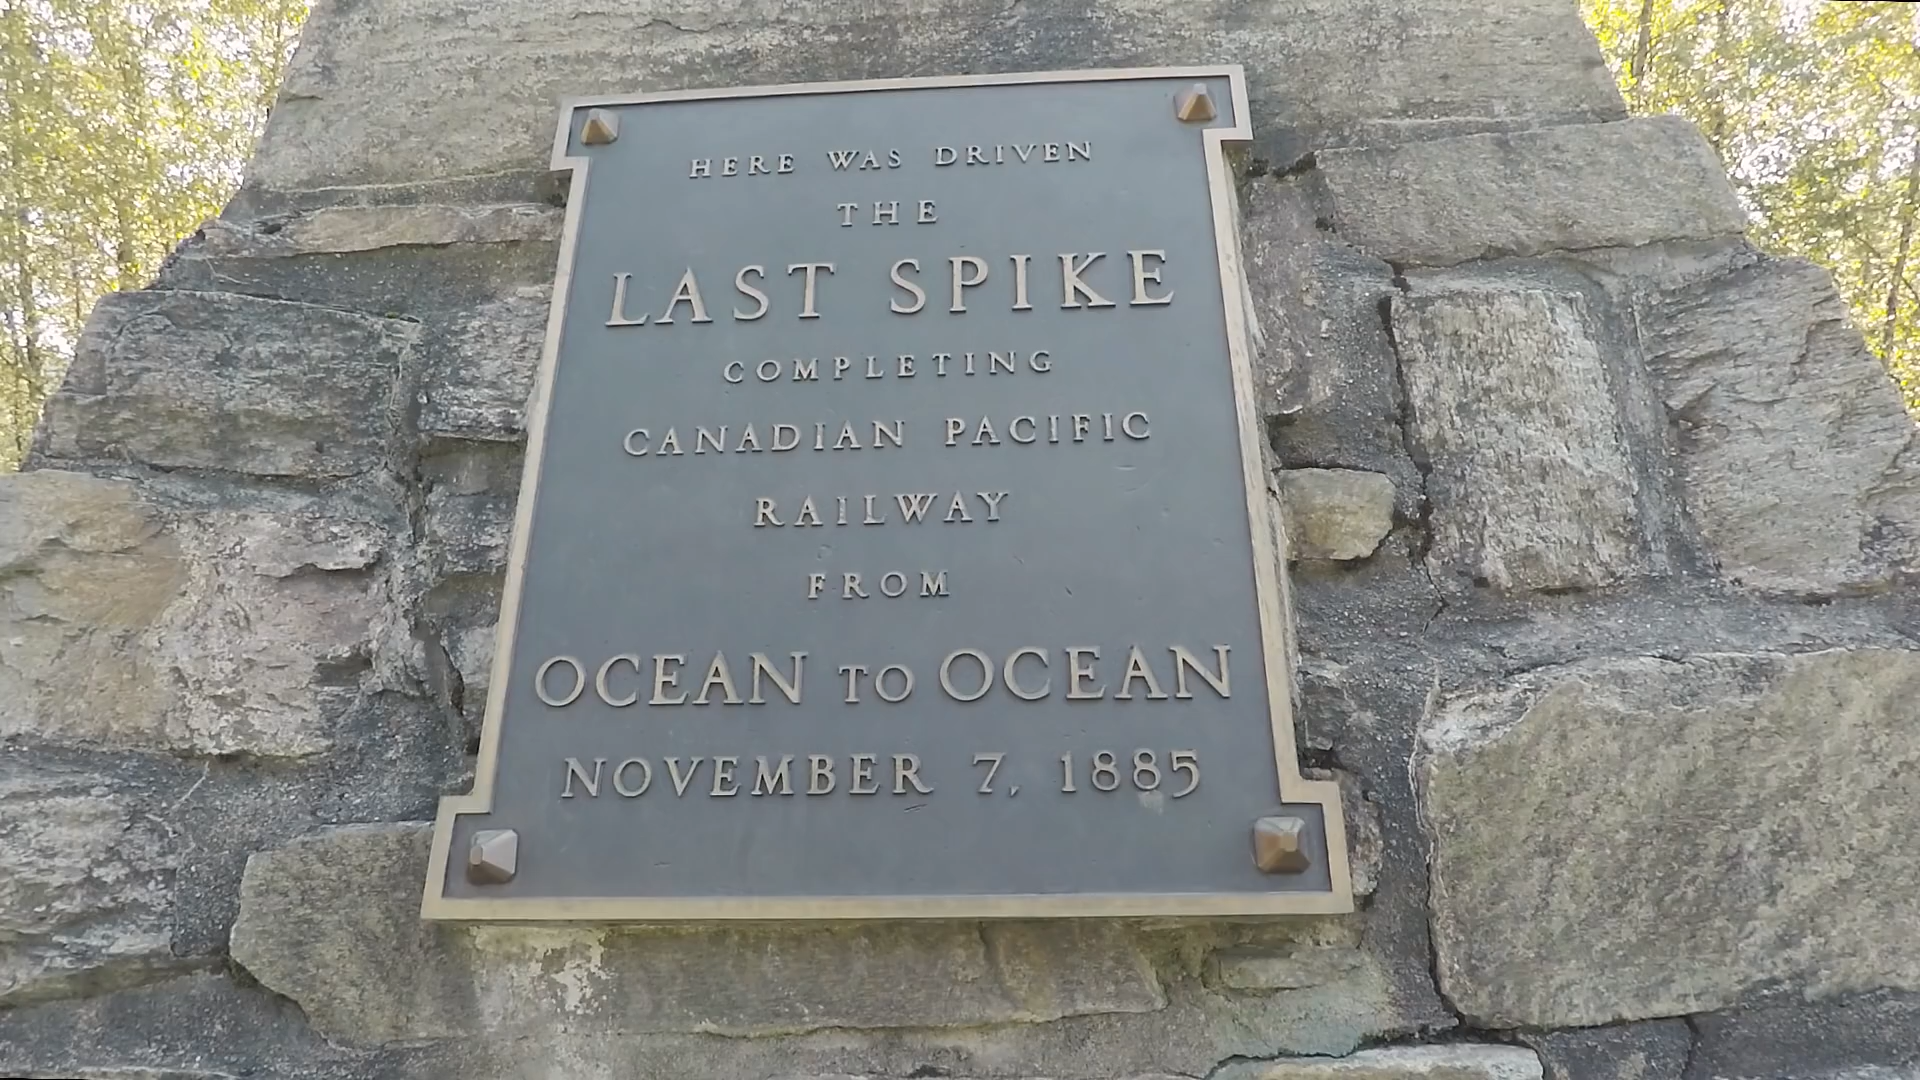 HERE WAS DRIVEN
THE
LAST SPIKE
COMPLETING
CANADIAN PACIFIC
RAILWAY
FROM
OCEAN TO OCEAN
NOVEMBER 7, 1885